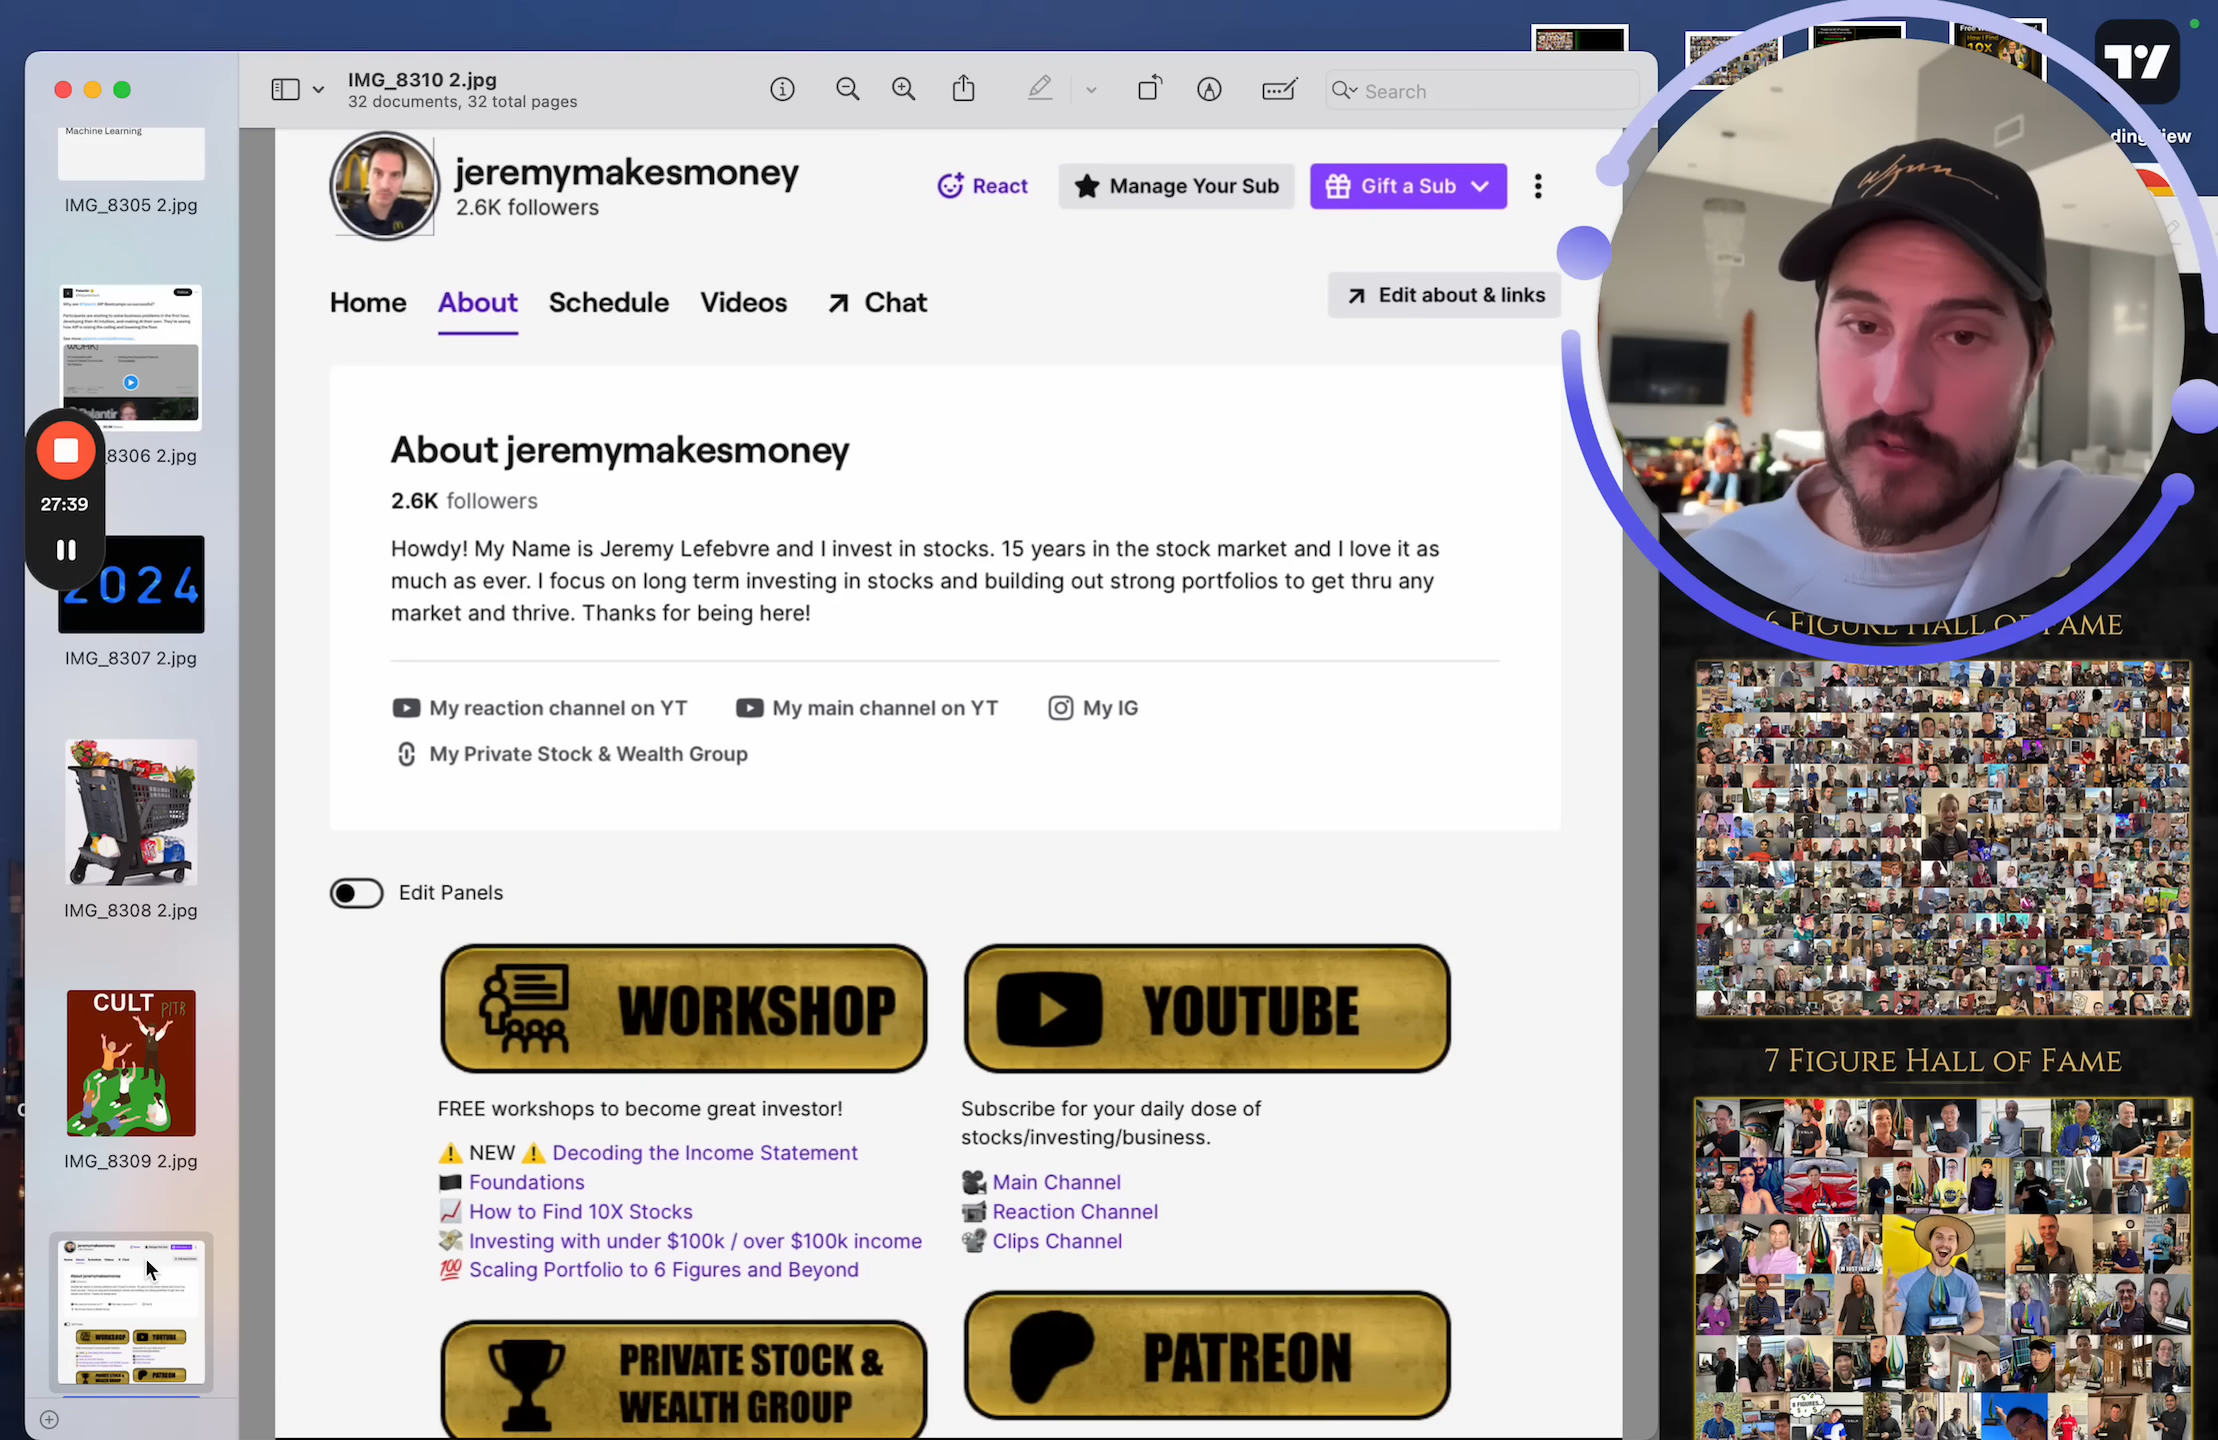 IMG_8310 2.jpg
32 documents, 32 total pages
Search
Machine Learning
IMG_8305 2.jpg
8306 2.jpg
27:39
2024
IMG_8307 2.jpg
IMG_8308 2.jpg
CULT PLTR
IMG_8309 2.jpg
jeremymakesmoney
2.6K followers
React
Manage Your Sub
Gift a Sub
Home
About
Schedule
Videos
Chat
Edit about & links
About jeremymakesmoney
2.6K followers
Howdy! My Name is Jeremy Lefebvre and I invest in stocks. 15 years in the stock market and I love it as
much as ever. I focus on long term investing in stocks and building out strong portfolios to get thru any
market and thrive. Thanks for being here!
My reaction channel on YT
My main channel on YT
My IG
My Private Stock & Wealth Group
Edit Panels
WORKSHOP
FREE workshops to become great investor!
⚠️ NEW ⚠️ Decoding the Income Statement
Foundations
How to Find 10X Stocks
Investing with under $100k / over $100k income
💯 Scaling Portfolio to 6 Figures and Beyond
PRIVATE STOCK &
WEALTH GROUP
YOUTUBE
Subscribe for your daily dose of
stocks/investing/business.
Main Channel
Reaction Channel
Clips Channel
PATREON
Wynn
6 FIGURE HALL OF FAME
7 FIGURE HALL OF FAME